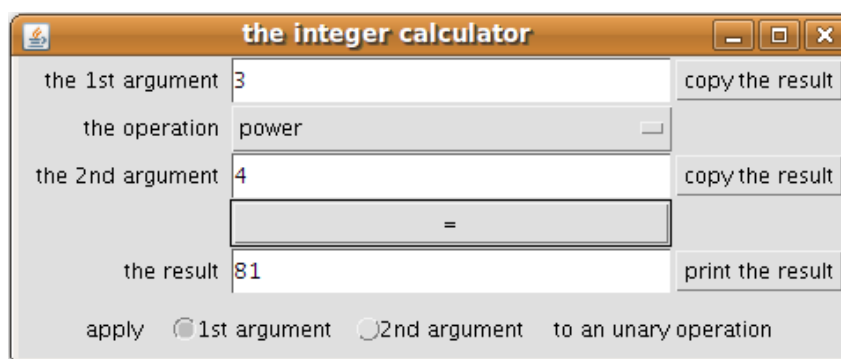 the integer calculator
the 1st argument 3 copy the result
the operation power
the 2nd argument 4 copy the result
=
the result 81 print the result
apply 1st argument 2nd argument to an unary operation